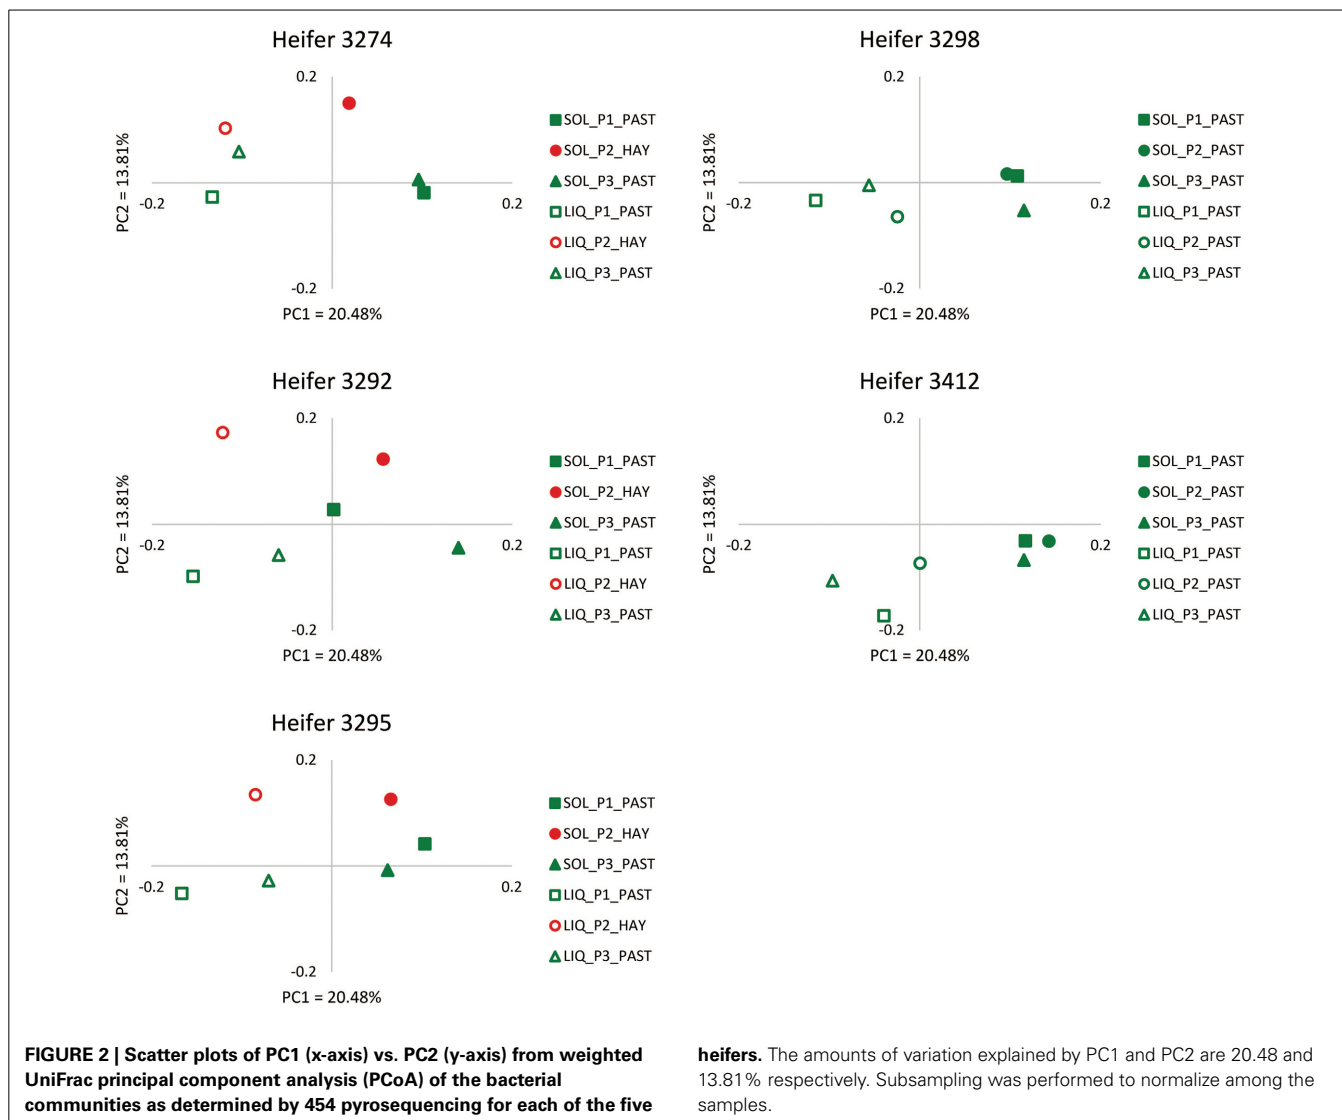 Heifer 3274
0.2
-0.2
0.2
-0.2
PC2 = 13.81%
PC1 = 20.48%
SOL_P1_PAST
SOL_P2_HAY
SOL_P3_PAST
LIQ_P1_PAST
LIQ_P2_HAY
LIQ_P3_PAST
Heifer 3298
0.2
-0.2
0.2
-0.2
PC2 = 13.81%
PC1 = 20.48%
SOL_P1_PAST
SOL_P2_PAST
SOL_P3_PAST
LIQ_P1_PAST
LIQ_P2_PAST
LIQ_P3_PAST
Heifer 3292
0.2
-0.2
0.2
-0.2
PC2 = 13.81%
PC1 = 20.48%
SOL_P1_PAST
SOL_P2_HAY
SOL_P3_PAST
LIQ_P1_PAST
LIQ_P2_HAY
LIQ_P3_PAST
Heifer 3412
0.2
-0.2
0.2
-0.2
PC2 = 13.81%
PC1 = 20.48%
SOL_P1_PAST
SOL_P2_PAST
SOL_P3_PAST
LIQ_P1_PAST
LIQ_P2_PAST
LIQ_P3_PAST
Heifer 3295
0.2
-0.2
0.2
-0.2
PC2 = 13.81%
PC1 = 20.48%
SOL_P1_PAST
SOL_P2_HAY
SOL_P3_PAST
LIQ_P1_PAST
LIQ_P2_HAY
LIQ_P3_PAST
FIGURE 2 | Scatter plots of PC1 (x-axis) vs. PC2 (y-axis) from weighted
UniFrac principal component analysis (PCoA) of the bacterial
communities as determined by 454 pyrosequencing for each of the five
heifers. The amounts of variation explained by PC1 and PC2 are 20.48 and
13.81% respectively. Subsampling was performed to normalize among the
samples.